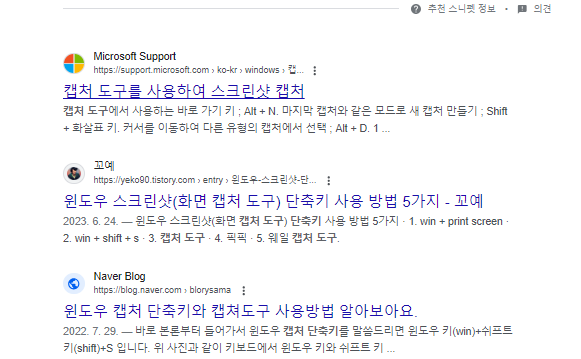 추천 스니펫 정보 • 의견
Microsoft Support
https://support.microsoft.com › ko-kr › windows › 캡...
캡처 도구를 사용하여 스크린샷 캡처
캡처 도구에서 사용하는 바로 가기 키 ; Alt + N. 마지막 캡처와 같은 모드로 새 캡처 만들기 ; Shift
+ 화살표 키. 커서를 이동하여 다른 유형의 캡처에서 선택 ; Alt + D. 1 ...
꼬예
https://yeko90.tistory.com › entry › 윈도우-스크린샷-단...
윈도우 스크린샷(화면 캡처 도구) 단축키 사용 방법 5가지 - 꼬예
2023. 6. 24. — 윈도우 스크린샷(화면 캡처 도구) 단축키 사용 방법 5가지 · 1. win + print screen ·
2. win + shift + s · 3. 캡처 도구 · 4. 픽픽 · 5. 웨일 캡처 도구.
Naver Blog
https://blog.naver.com › blorysama
윈도우 캡처 단축키와 캡쳐도구 사용방법 알아보아요.
2022. 7. 29. — 바로 본론부터 들어가서 윈도우 캡처 단축키를 말씀드리면 윈도우 키(win)+쉬프트
키(shift)+S 입니다. 위 사진과 같이 키보드에서 윈도우 키와 쉬프트 키 ...